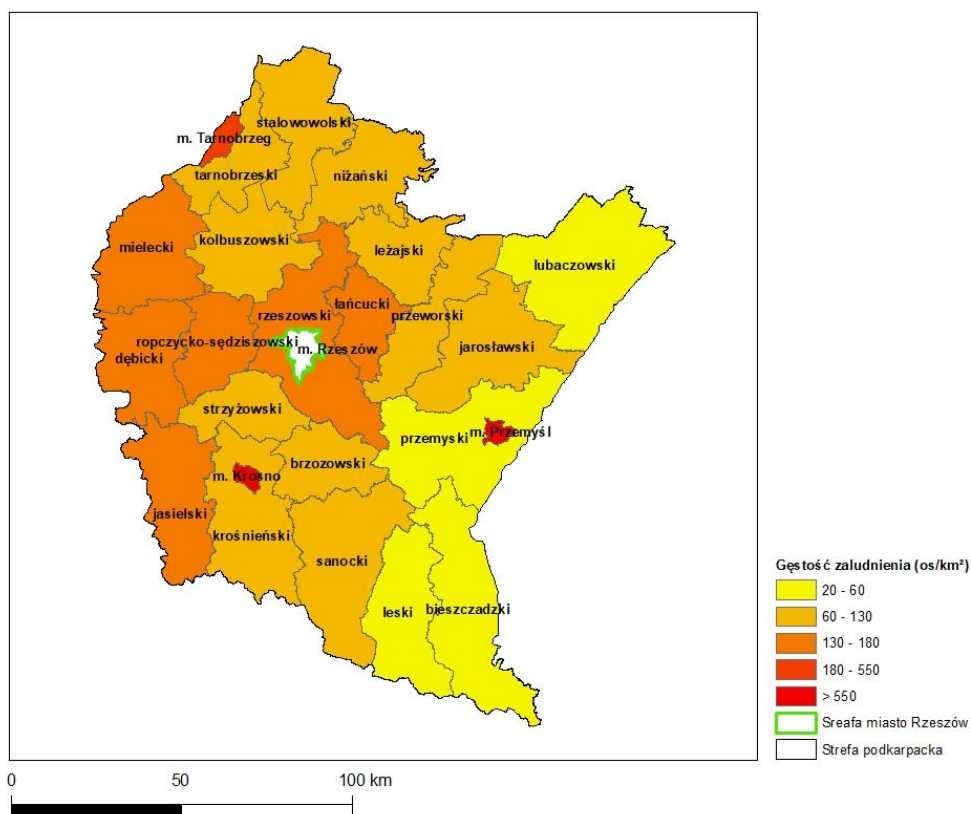 stalowowolski
m. Tarnobrzeg
tarnobrzeski
niżański
mielecki
kolbuszowski
leżajski
lubaczowski
łańcucki
rzeszowski
przeworski
ropczycko-sędziszowski
m. Rzeszów
jarosławski
dębicki
strzyżowski
przemyski
m. Przemyśl
brzozowski
m. Krosno
jasielski
krośnieński
sanocki
leski
bieszczadzki
Gęstość zaludnienia (os/km²)
20 - 60
60 - 130
130 - 180
180 - 550
> 550
Sreafa miasto Rzeszów
Strefa podkarpacka
0 50 100 km